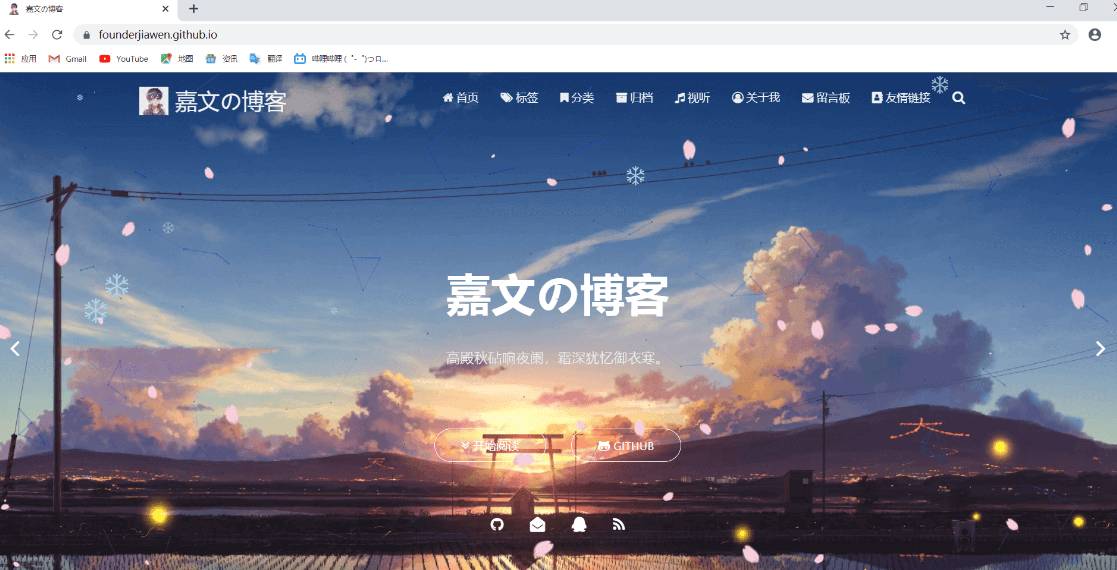 嘉文の博客
founderjiawen.github.io
应用 Gmail YouTube 地图 资讯 翻译 哔哩哔哩 (゜-゜)つロ...
嘉文の博客 首页 标签 分类 归档 视听 关于我 留言板 友情链接
嘉文の博客
高殿秋砧响夜阑，霜深犹忆御衣寒。
开始阅读 GITHUB